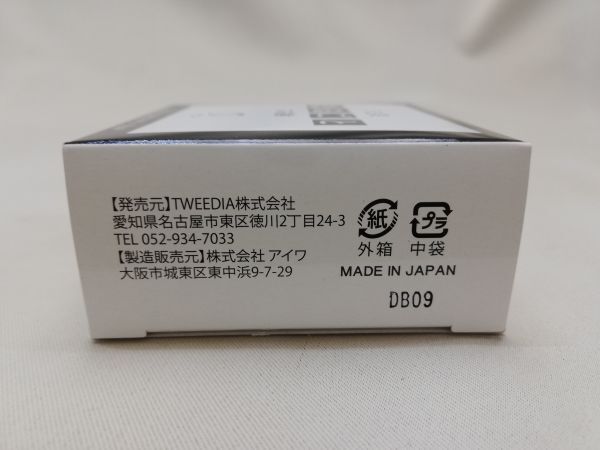 【発売元】TWEEDIA株式会社
愛知県名古屋市東区徳川2丁目24-3
TEL 052-934-7033
【製造販売元】株式会社 アイワ
大阪市城東区東中浜9-7-29
紙
外箱
プラ
中袋
MADE IN JAPAN
DB09